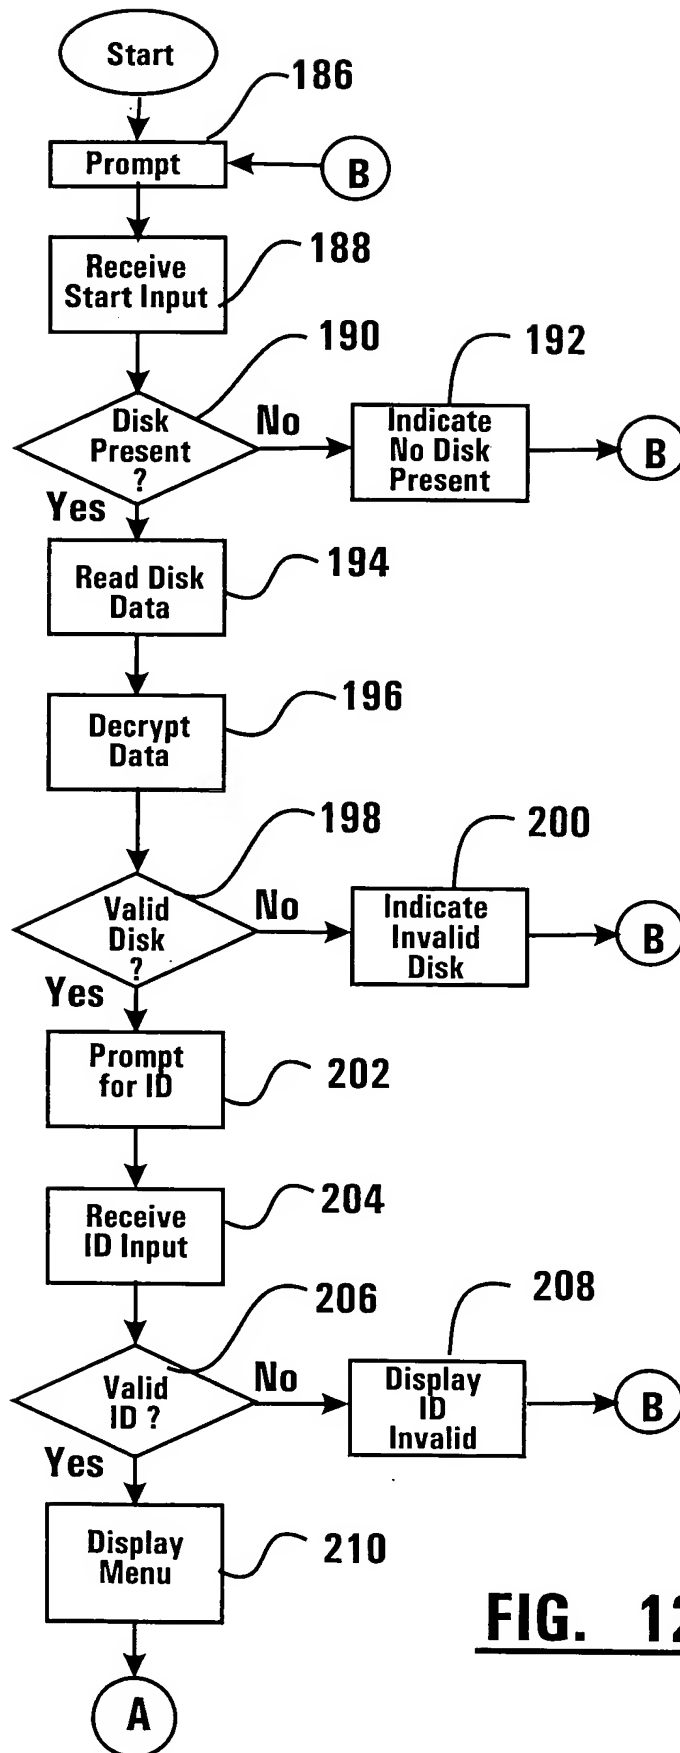 Start
186
Prompt
B
Receive
Start Input
188
190
Disk
Present
?
No
192
Indicate
No Disk
Present
B
Yes
Read Disk
Data
194
Decrypt
Data
196
198
Valid
Disk
?
No
200
Indicate
Invalid
Disk
B
Yes
Prompt
for ID
202
Receive
ID Input
204
206
Valid
ID ?
No
208
Display
ID
Invalid
B
Yes
Display
Menu
210
FIG. 12
A